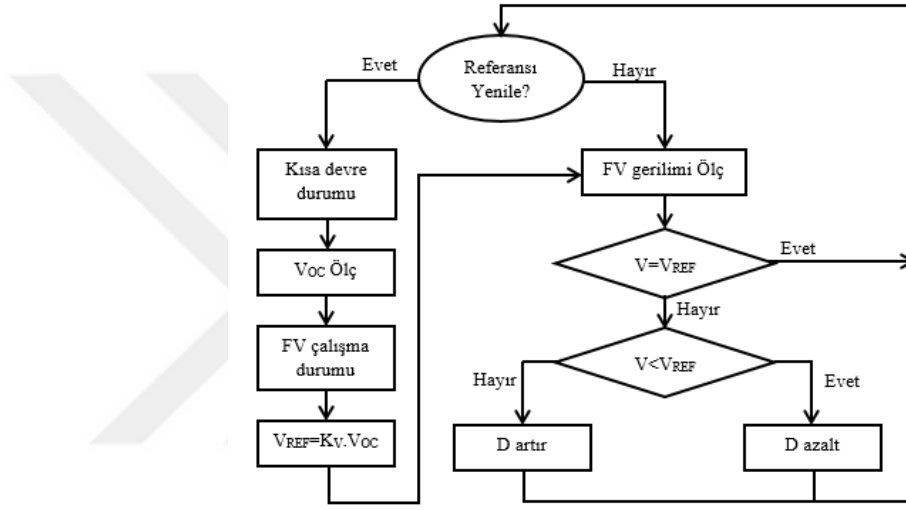 Referansı
Yenile?
Evet
Hayır
Kısa devre
durumu
FV gerilimi Ölç
VOC Ölç
V=VREF
Evet
Hayır
FV çalışma
durumu
V<VREF
Hayır
Evet
VREF=KV.VOC
D artır
D azalt